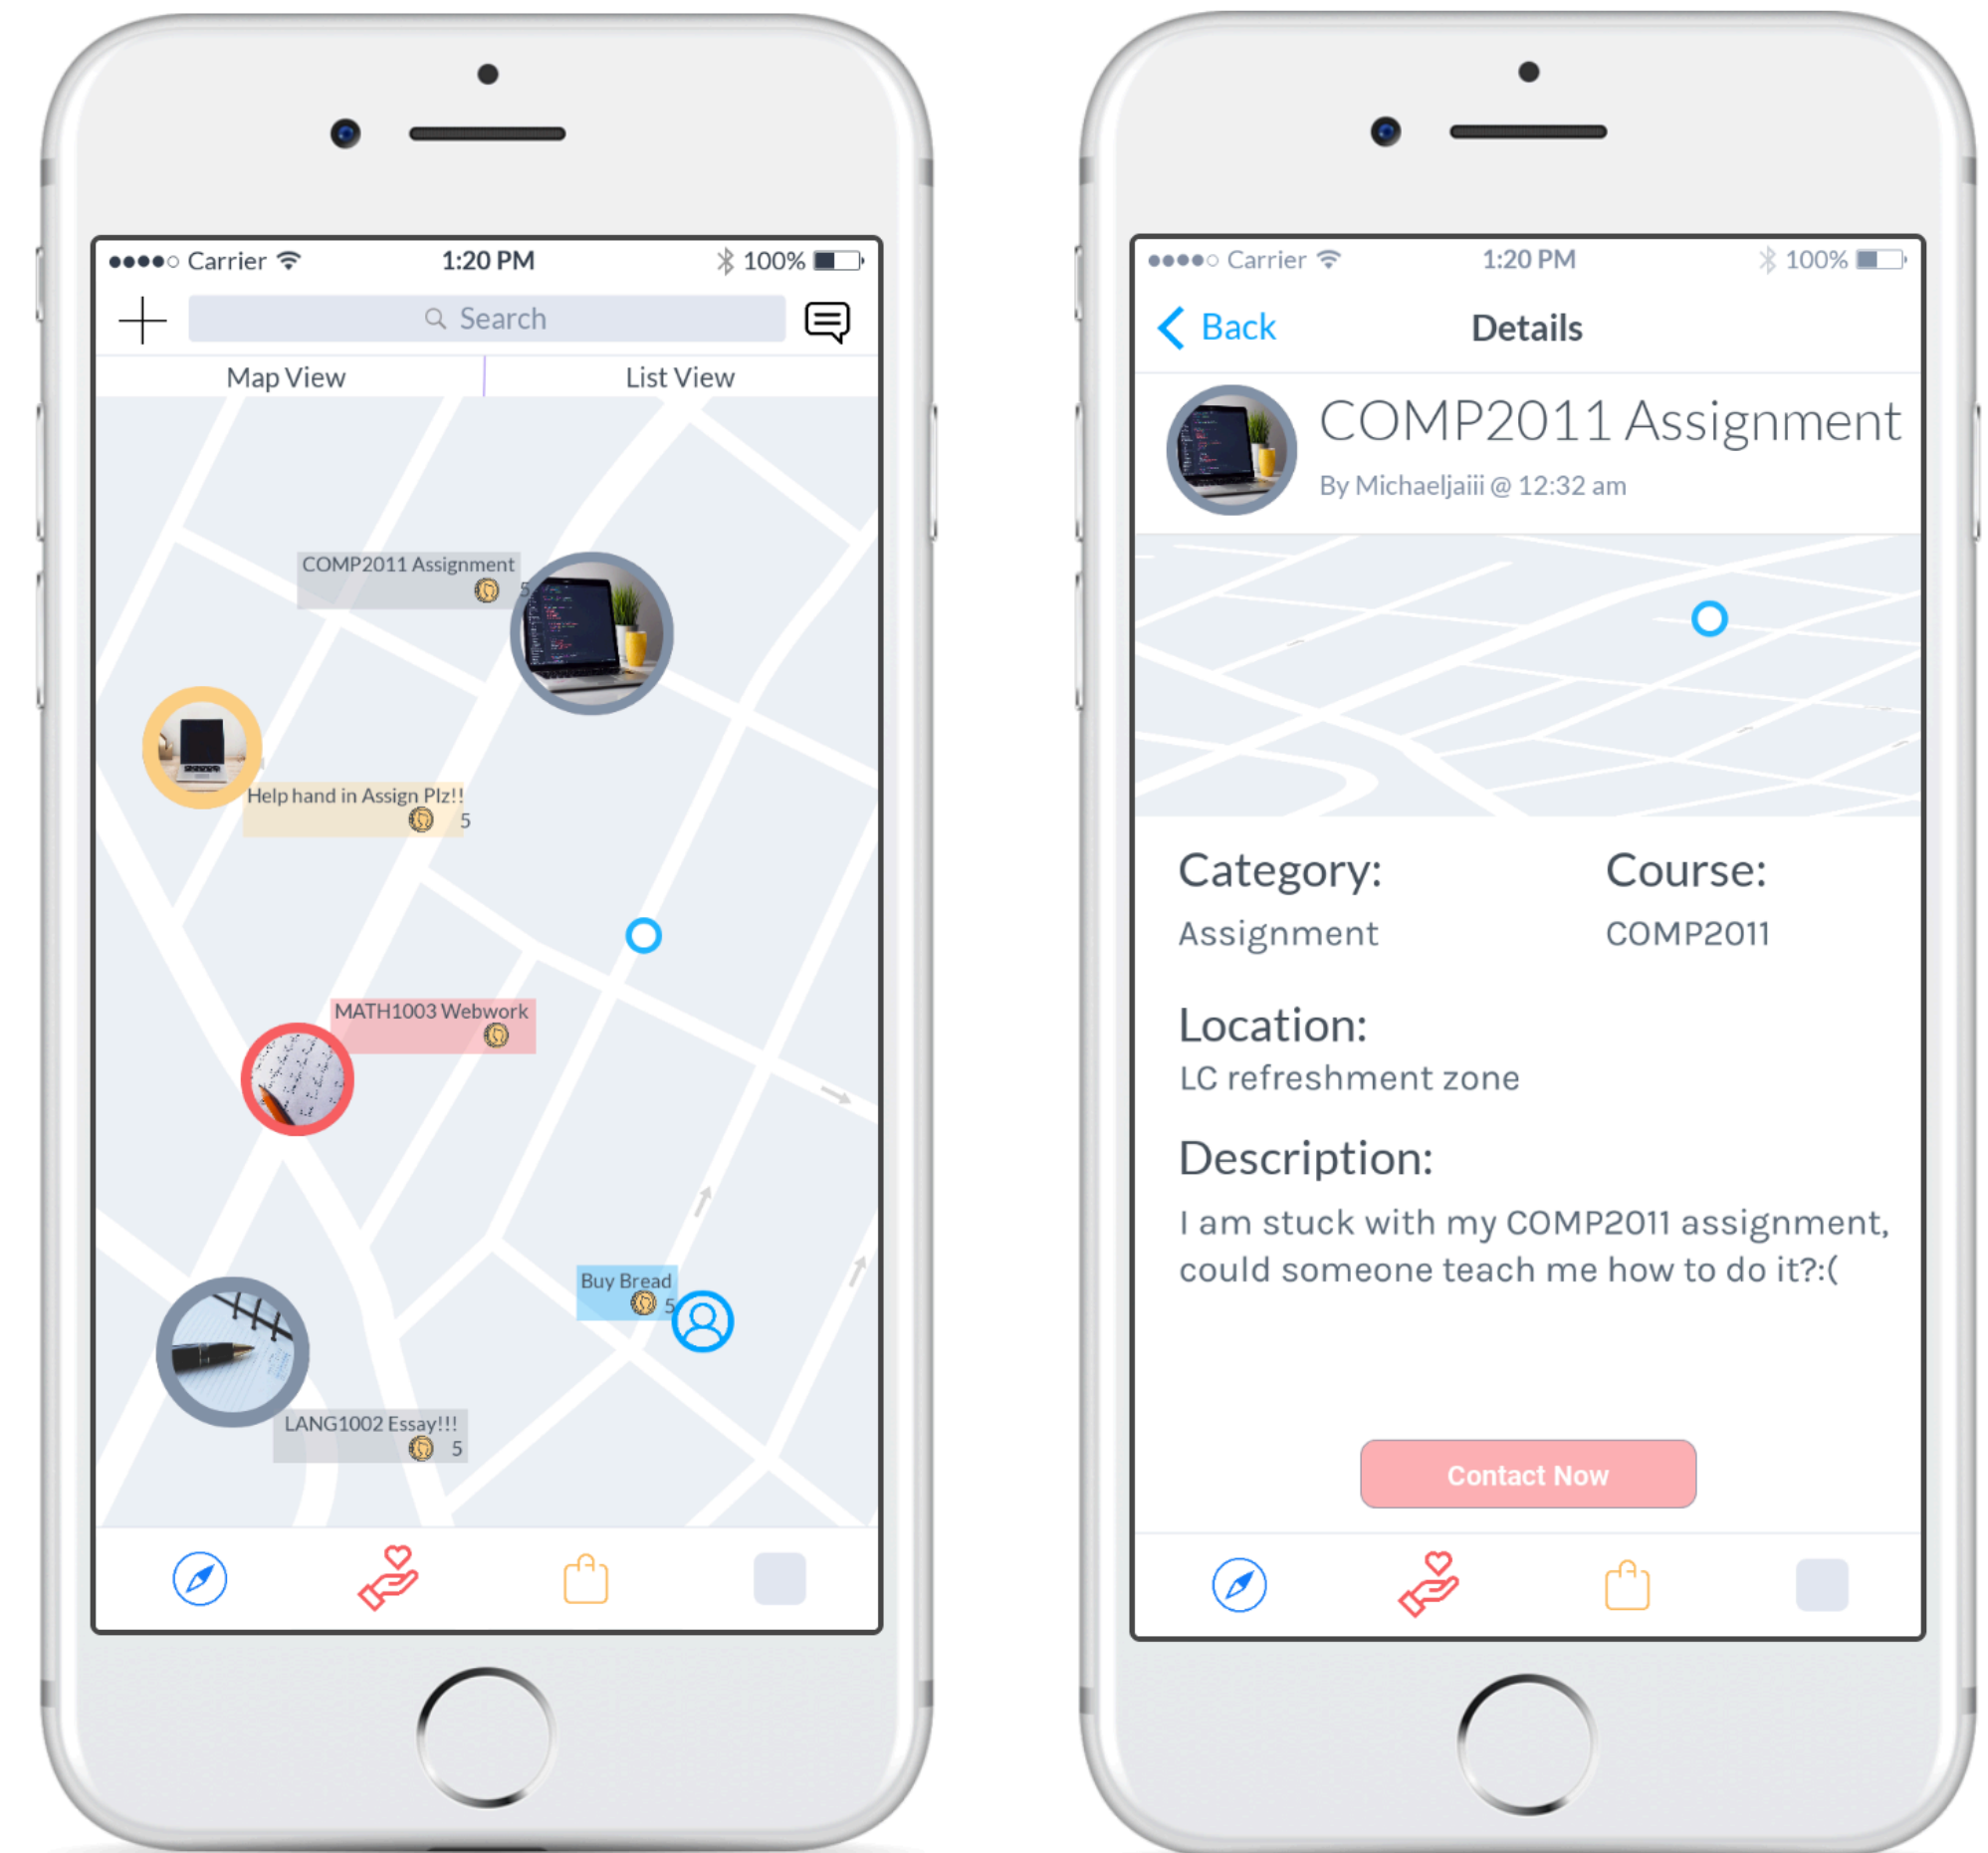 Carrier 1:20 PM 100%
Search
Map View List View
COMP2011 Assignment
5
Help hand in Assign Plz!!
5
MATH1003 Webwork
Buy Bread
5
LANG1002 Essay!!!
5
Carrier 1:20 PM 100%
Back Details
COMP2011 Assignment
By Michaeljaiii @ 12:32 am
Category: Course:
Assignment COMP2011
Location:
LC refreshment zone
Description:
I am stuck with my COMP2011 assignment,
could someone teach me how to do it?:(
Contact Now